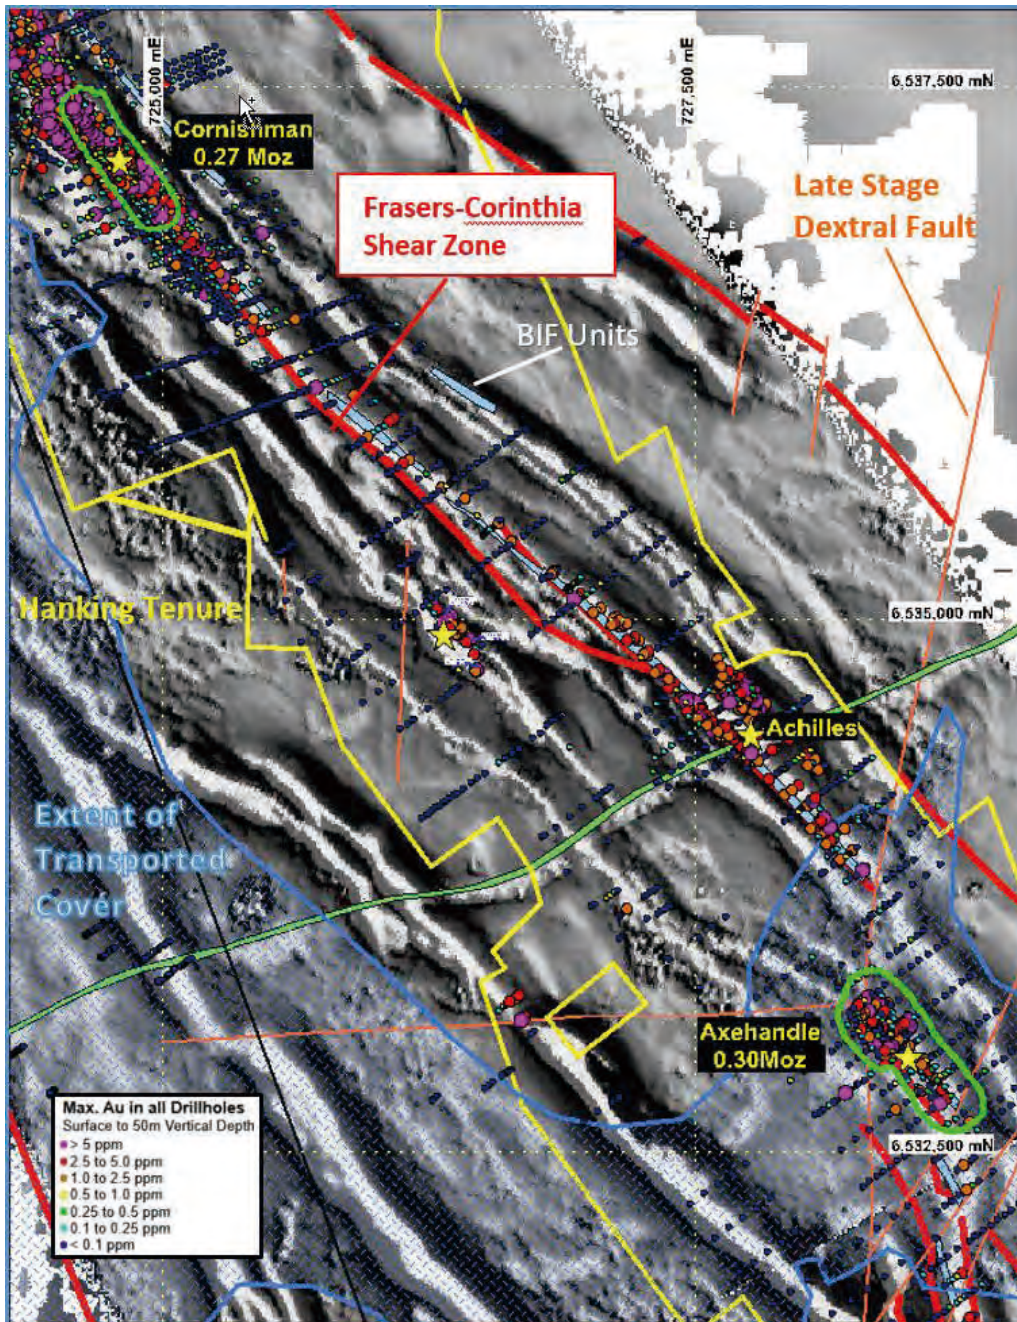 725,000 mE
727,500 mE
6,537,500 mN
Cornishman
0.27 Moz
Frasers-Corinthia
Shear Zone
Late Stage
Dextral Fault
BIF Units
Hanking Tenure
6,535,000 mN
Achilles
Extent of
Transported
Cover
Axehandle
0.30Moz
6,532,500 mN
Max. Au in all Drillholes
Surface to 50m Vertical Depth
> 5 ppm
2.5 to 5.0 ppm
1.0 to 2.5 ppm
0.5 to 1.0 ppm
0.25 to 0.5 ppm
0.1 to 0.25 ppm
< 0.1 ppm